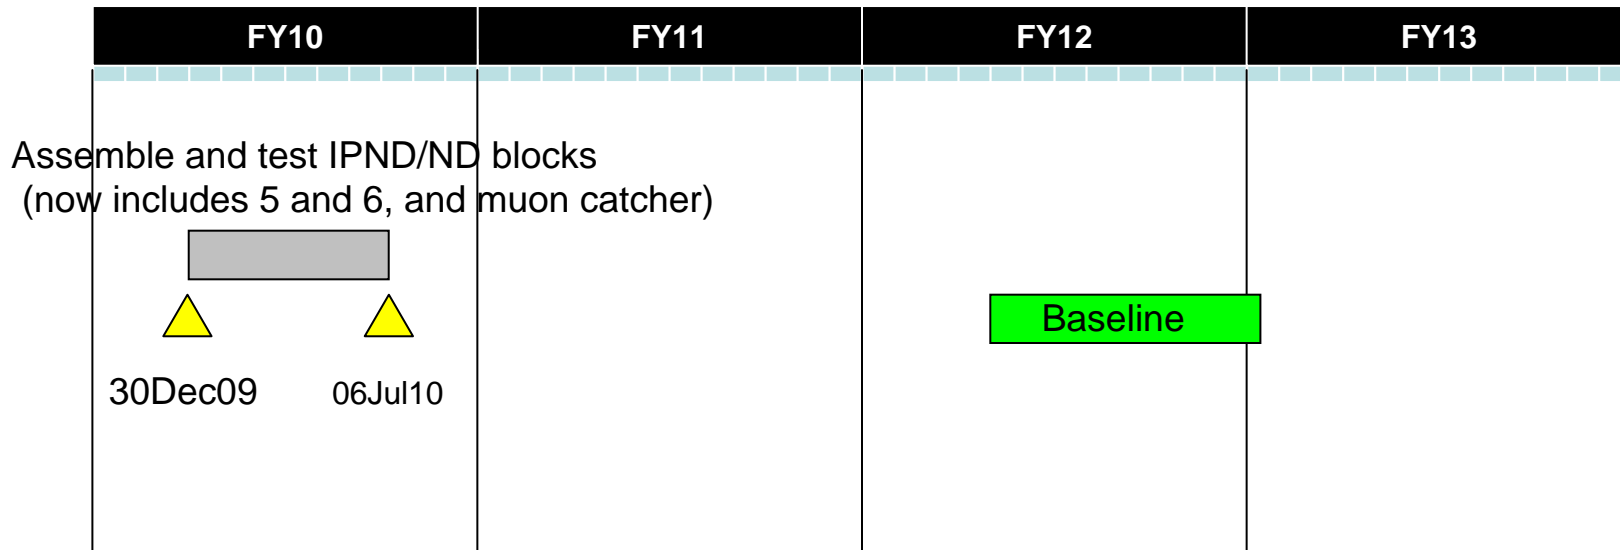 FY10 FY11 FY12 FY13
Assemble and test IPND/ND blocks
(now includes 5 and 6, and muon catcher)
Baseline
30Dec09 06Jul10